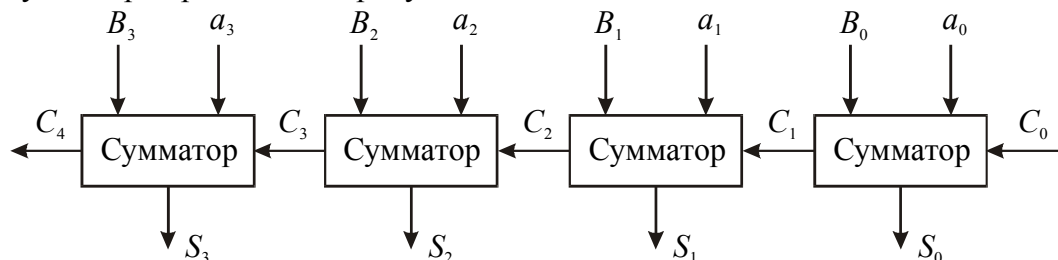 B₃ a₃ B₂ a₂ B₁ a₁ B₀ a₀
C₄ Сумматор C₃ Сумматор C₂ Сумматор C₁ Сумматор C₀
S₃ S₂ S₁ S₀